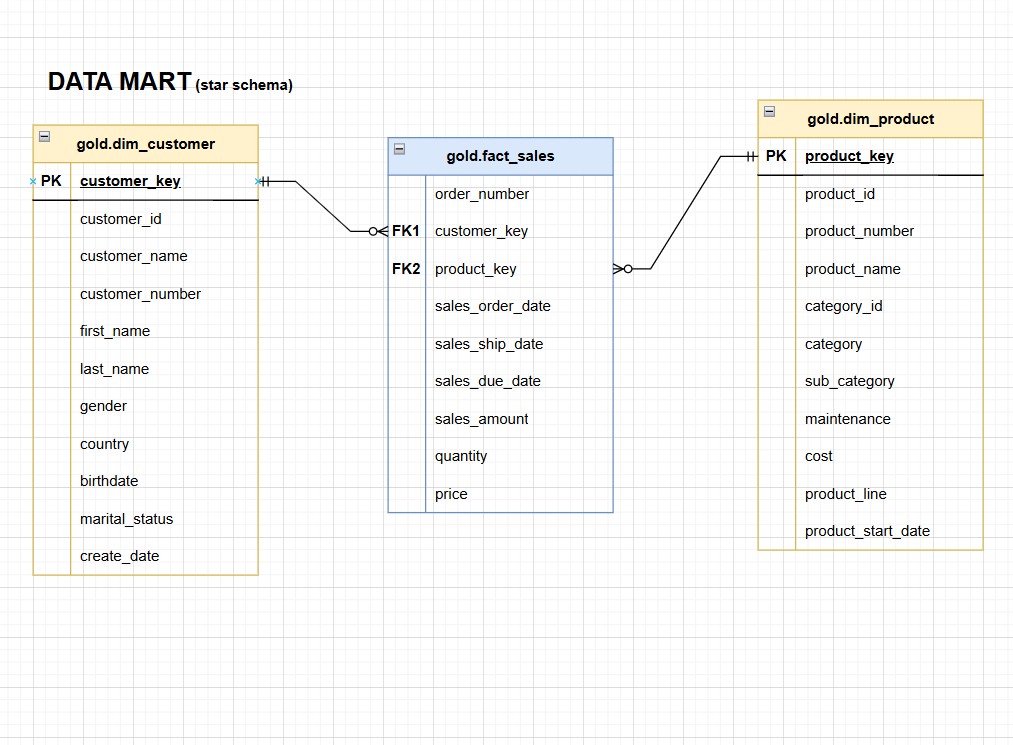 DATA MART (star schema)
gold.dim_customer
PK customer_key
customer_id
customer_name
customer_number
first_name
last_name
gender
country
birthdate
marital_status
create_date
gold.fact_sales
order_number
FK1 customer_key
FK2 product_key
sales_order_date
sales_ship_date
sales_due_date
sales_amount
quantity
price
gold.dim_product
PK product_key
product_id
product_number
product_name
category_id
category
sub_category
maintenance
cost
product_line
product_start_date